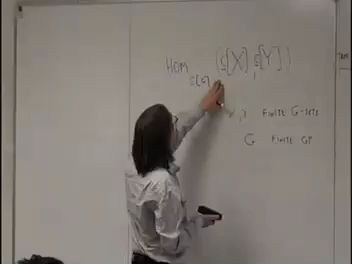 Hom S[G] (S[X], S[Y])
X, Y FINITE G-sets
G FINITE GP